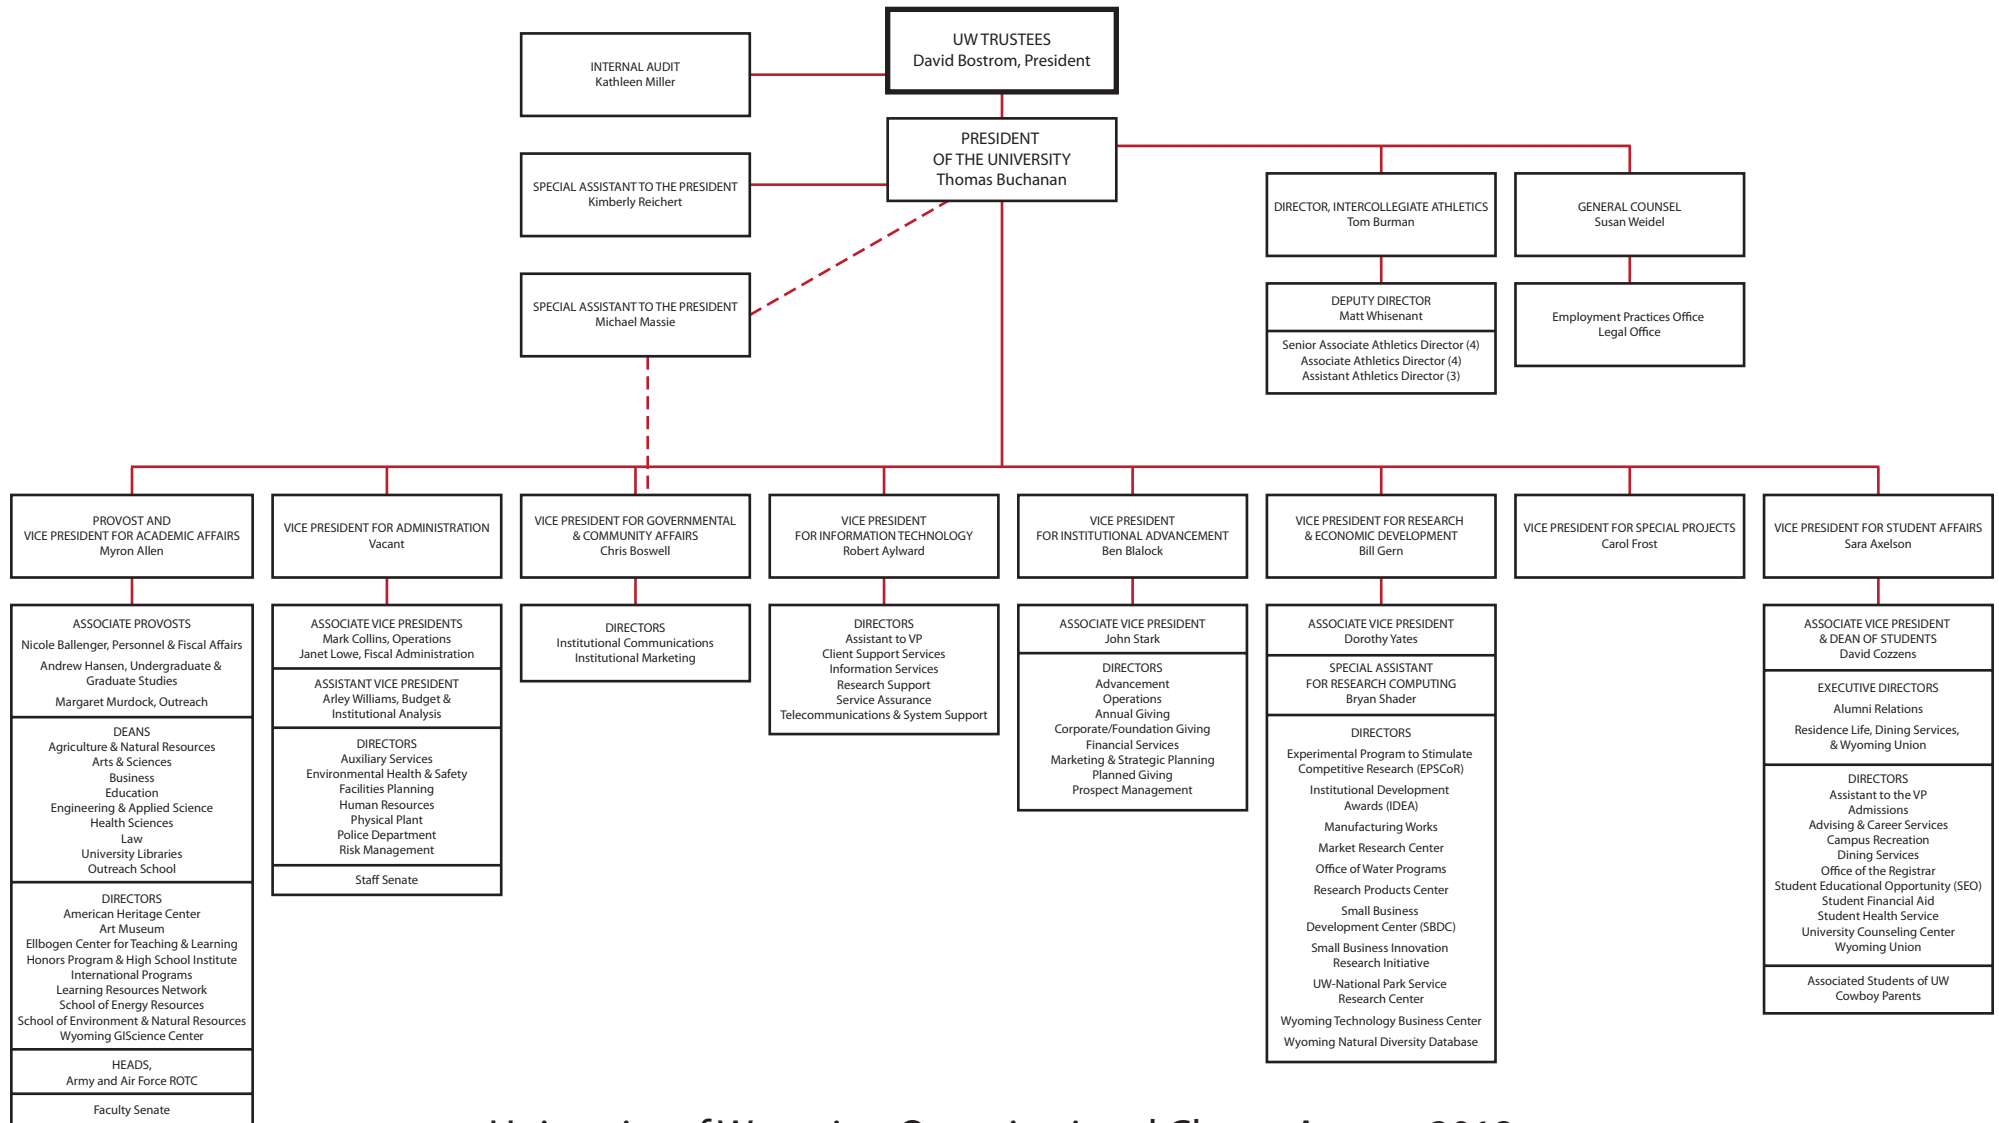 UW TRUSTEES
David Bostrom, President
INTERNAL AUDIT
Kathleen Miller
PRESIDENT
OF THE UNIVERSITY
Thomas Buchanan
SPECIAL ASSISTANT TO THE PRESIDENT
Kimberly Reichert
DIRECTOR, INTERCOLLEGIATE ATHLETICS
Tom Burman
GENERAL COUNSEL
Susan Weidel
SPECIAL ASSISTANT TO THE PRESIDENT
Michael Massie
DEPUTY DIRECTOR
Matt Whisenant
Senior Associate Athletics Director (4)
Associate Athletics Director (4)
Assistant Athletics Director (3)
Employment Practices Office
Legal Office
PROVOST AND
VICE PRESIDENT FOR ACADEMIC AFFAIRS
Myron Allen
VICE PRESIDENT FOR ADMINISTRATION
Vacant
VICE PRESIDENT FOR GOVERNMENTAL
& COMMUNITY AFFAIRS
Chris Boswell
VICE PRESIDENT
FOR INFORMATION TECHNOLOGY
Robert Aylward
VICE PRESIDENT
FOR INSTITUTIONAL ADVANCEMENT
Ben Blalock
VICE PRESIDENT FOR RESEARCH
& ECONOMIC DEVELOPMENT
Bill Gern
VICE PRESIDENT FOR SPECIAL PROJECTS
Carol Frost
VICE PRESIDENT FOR STUDENT AFFAIRS
Sara Axelson
ASSOCIATE PROVOSTS
Nicole Ballenger, Personnel & Fiscal Affairs
Andrew Hansen, Undergraduate &
Graduate Studies
Margaret Murdock, Outreach
DEANS
Agriculture & Natural Resources
Arts & Sciences
Business
Education
Engineering & Applied Science
Health Sciences
Law
University Libraries
Outreach School
DIRECTORS
American Heritage Center
Art Museum
Ellbogen Center for Teaching & Learning
Honors Program & High School Institute
International Programs
Learning Resources Network
School of Energy Resources
School of Environment & Natural Resources
Wyoming GIScience Center
HEADS,
Army and Air Force ROTC
Faculty Senate
ASSOCIATE VICE PRESIDENTS
Mark Collins, Operations
Janet Lowe, Fiscal Administration
ASSISTANT VICE PRESIDENT
Arley Williams, Budget &
Institutional Analysis
DIRECTORS
Auxiliary Services
Environmental Health & Safety
Facilities Planning
Human Resources
Physical Plant
Police Department
Risk Management
Staff Senate
DIRECTORS
Institutional Communications
Institutional Marketing
DIRECTORS
Assistant to VP
Client Support Services
Information Services
Research Support
Service Assurance
Telecommunications & System Support
ASSOCIATE VICE PRESIDENT
John Stark
DIRECTORS
Advancement
Operations
Annual Giving
Corporate/Foundation Giving
Financial Services
Marketing & Strategic Planning
Planned Giving
Prospect Management
ASSOCIATE VICE PRESIDENT
Dorothy Yates
SPECIAL ASSISTANT
FOR RESEARCH COMPUTING
Bryan Shader
DIRECTORS
Experimental Program to Stimulate
Competitive Research (EPSCoR)
Institutional Development
Awards (IDEA)
Manufacturing Works
Market Research Center
Office of Water Programs
Research Products Center
Small Business
Development Center (SBDC)
Small Business Innovation
Research Initiative
UW-National Park Service
Research Center
Wyoming Technology Business Center
Wyoming Natural Diversity Database
ASSOCIATE VICE PRESIDENT
& DEAN OF STUDENTS
David Cozzens
EXECUTIVE DIRECTORS
Alumni Relations
Residence Life, Dining Services,
& Wyoming Union
DIRECTORS
Assistant to the VP
Admissions
Advising & Career Services
Campus Recreation
Dining Services
Office of the Registrar
Student Educational Opportunity (SEO)
Student Financial Aid
Student Health Service
University Counseling Center
Wyoming Union
Associated Students of UW
Cowboy Parents